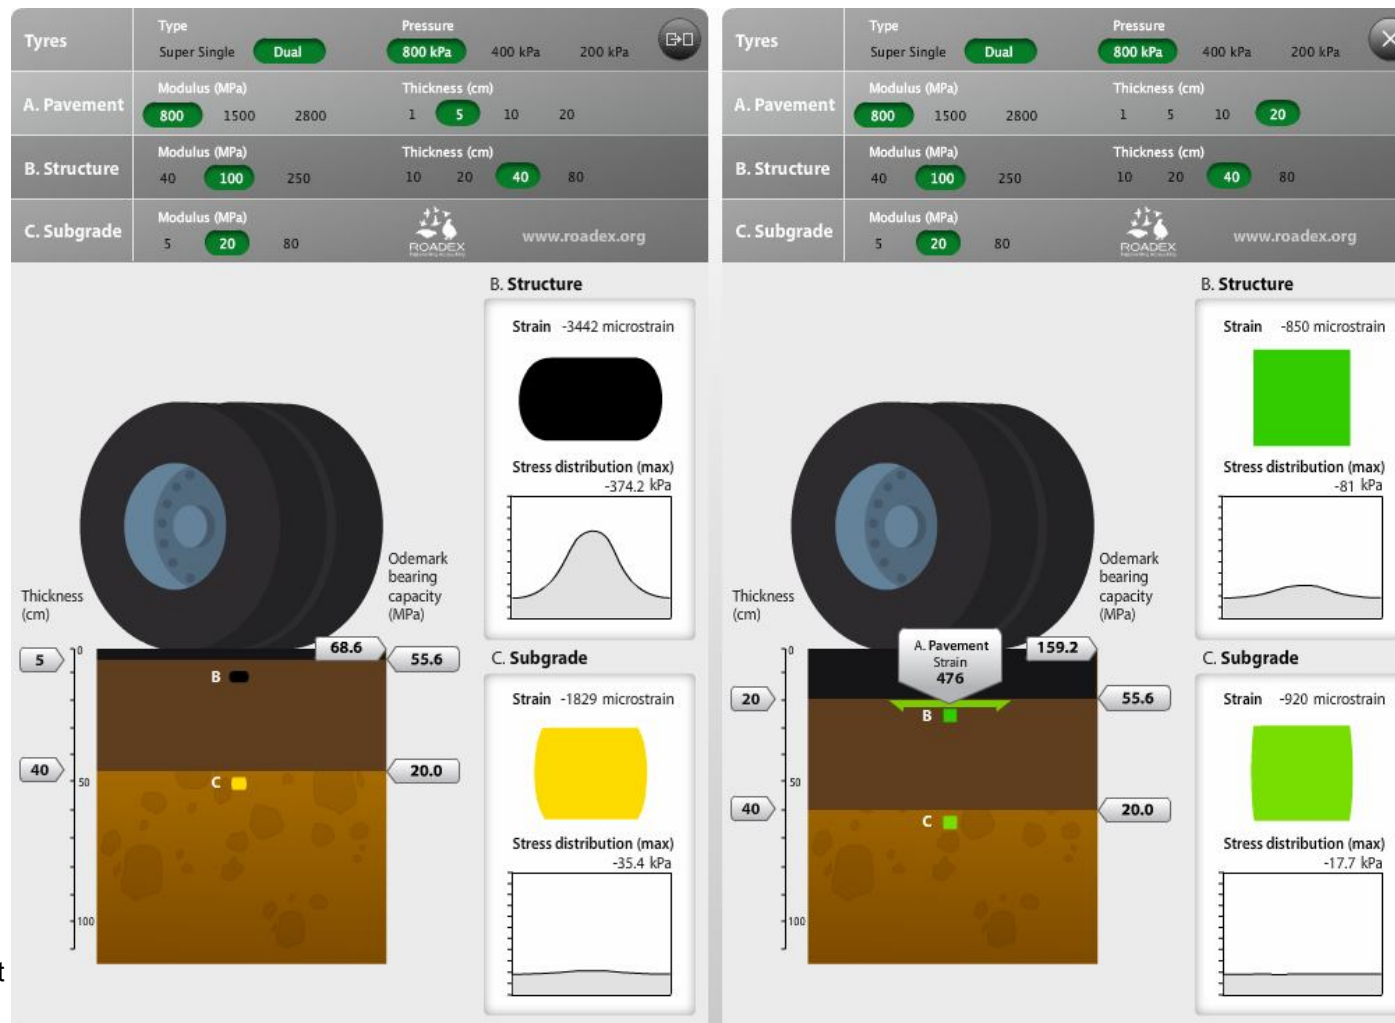 Tyres
Type
Super Single Dual
Pressure
800 kPa 400 kPa 200 kPa
A. Pavement
Modulus (MPa)
800 1500 2800
Thickness (cm)
1 5 10 20
B. Structure
Modulus (MPa)
40 100 250
Thickness (cm)
10 20 40 80
C. Subgrade
Modulus (MPa)
5 20 80
ROADEX
www.roadex.org
B. Structure
Strain -3442 microstrain
Stress distribution (max)
-374.2 kPa
Odemark
bearing
capacity
(MPa)
Thickness
(cm)
5
0
68.6
55.6
B
40
50
20.0
C
100
C. Subgrade
Strain -1829 microstrain
Stress distribution (max)
-35.4 kPa
t
Tyres
Type
Super Single Dual
Pressure
800 kPa 400 kPa 200 kPa
A. Pavement
Modulus (MPa)
800 1500 2800
Thickness (cm)
1 5 10 20
B. Structure
Modulus (MPa)
40 100 250
Thickness (cm)
10 20 40 80
C. Subgrade
Modulus (MPa)
5 20 80
ROADEX
www.roadex.org
B. Structure
Strain -850 microstrain
Stress distribution (max)
-81 kPa
Odemark
bearing
capacity
(MPa)
Thickness
(cm)
0
A. Pavement
Strain
476
159.2
20
55.6
B
50
40
20.0
C
100
C. Subgrade
Strain -920 microstrain
Stress distribution (max)
-17.7 kPa